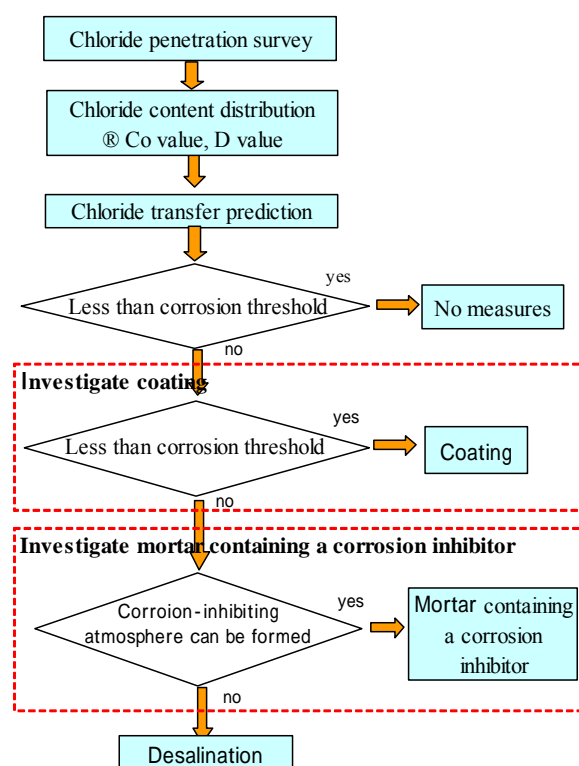 Chloride penetration survey
Chloride content distribution
® Co value, D value
Chloride transfer prediction
Less than corrosion threshold
yes
No measures
no
Investigate coating
Less than corrosion threshold
yes
Coating
no
Investigate mortar containing a corrosion inhibitor
Corroion-inhibiting
atmosphere can be formed
yes
Mortar containing
a corrosion
inhibitor
no
Desalination